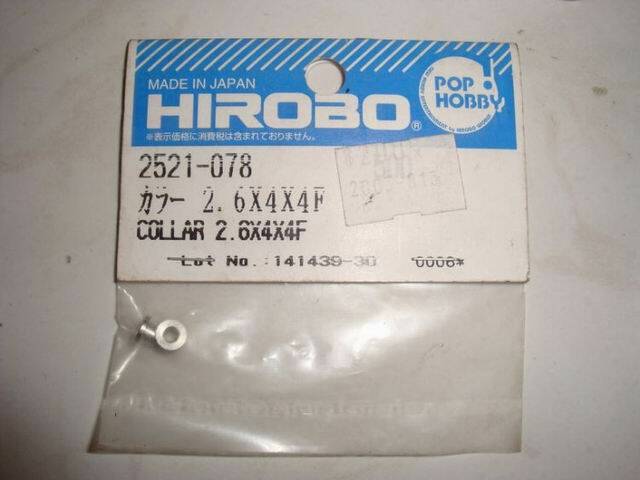 MADE IN JAPAN
HIROBO®
※表示価格に消費税は含まれておりません。
POP
HOBBY
2521-078
カラー 2.6X4X4F
COLLAR 2.6X4X4F
Lot No.: 141439-30 0006*